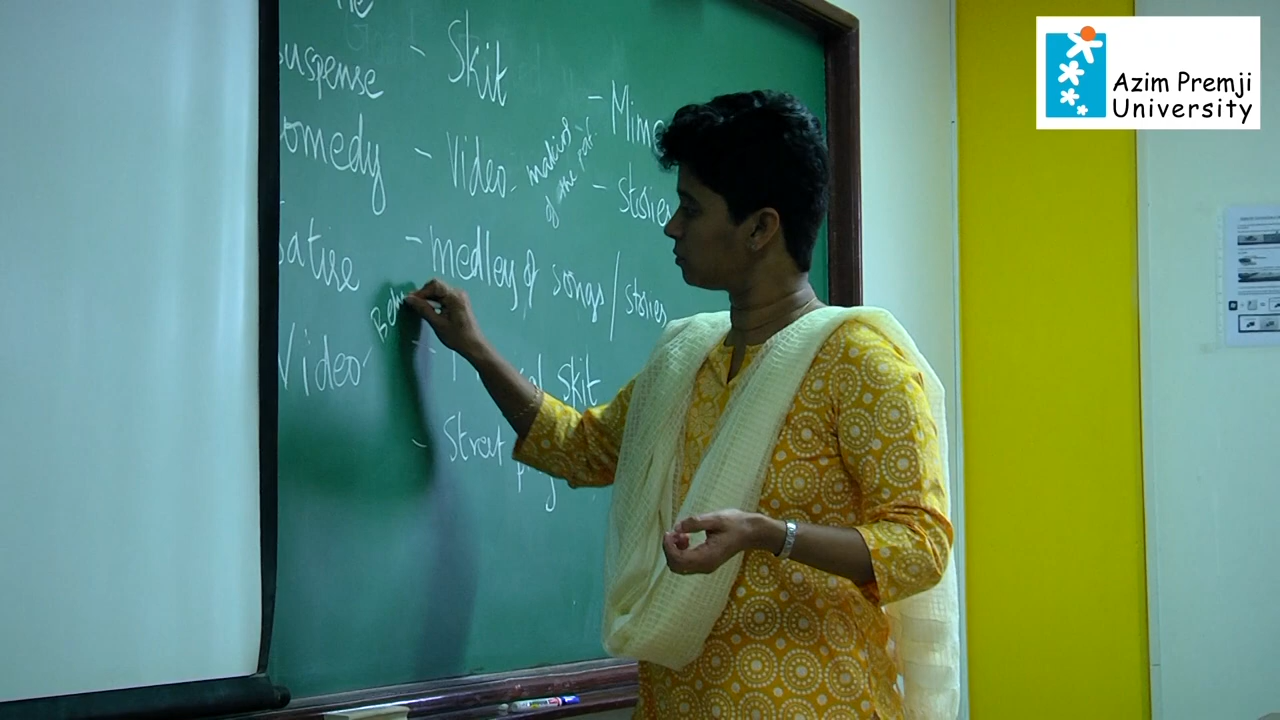 he
uspense
omedy
atire
Video
- Skit
- Video - making
of the
- medley of songs / stories
skit
- Street
- Mime
- stories
Azim Premji
University